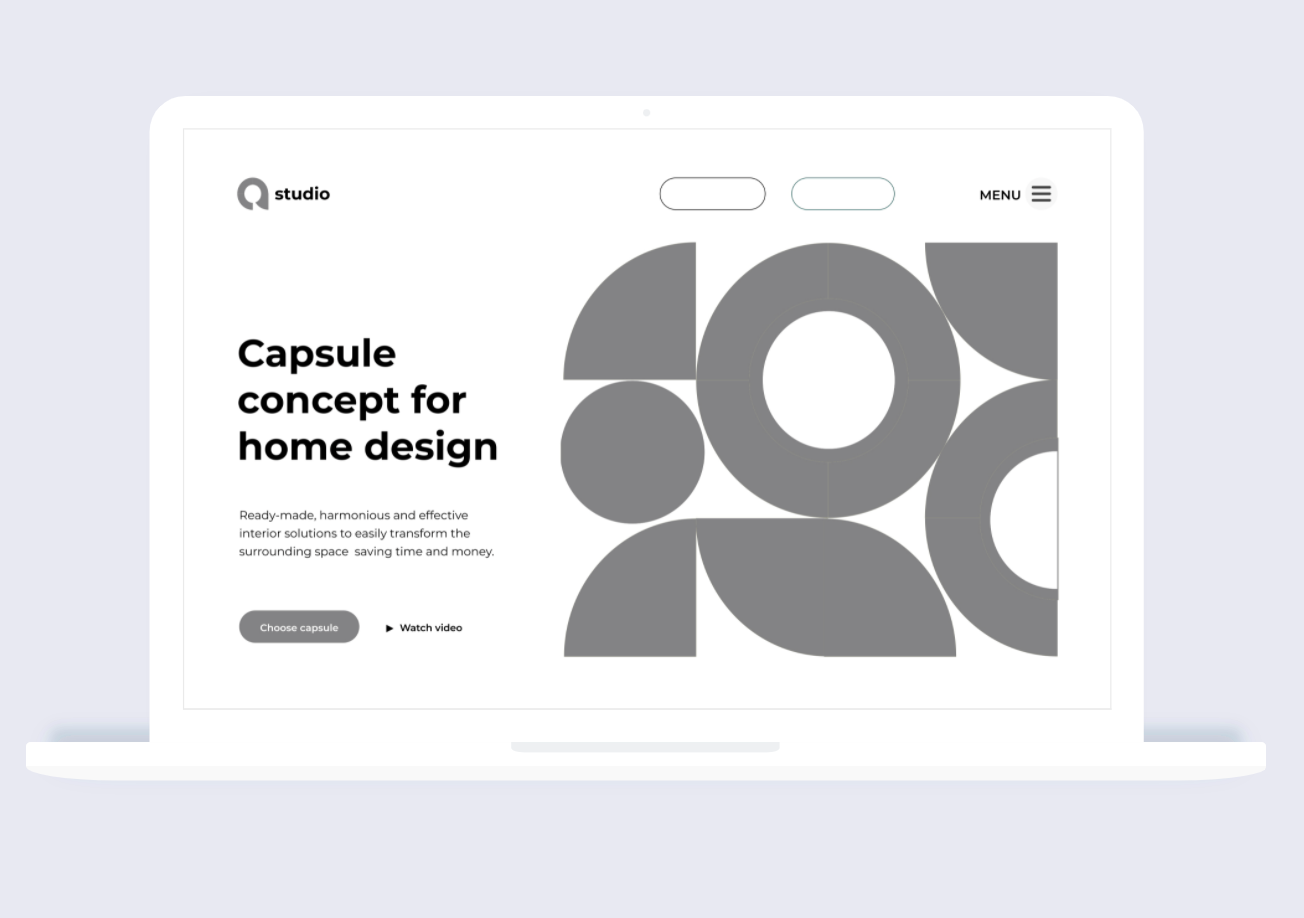 studio
MENU
Capsule
concept for
home design
Ready-made, harmonious and effective
interior solutions to easily transform the
surrounding space  saving time and money.
Choose capsule
Watch video